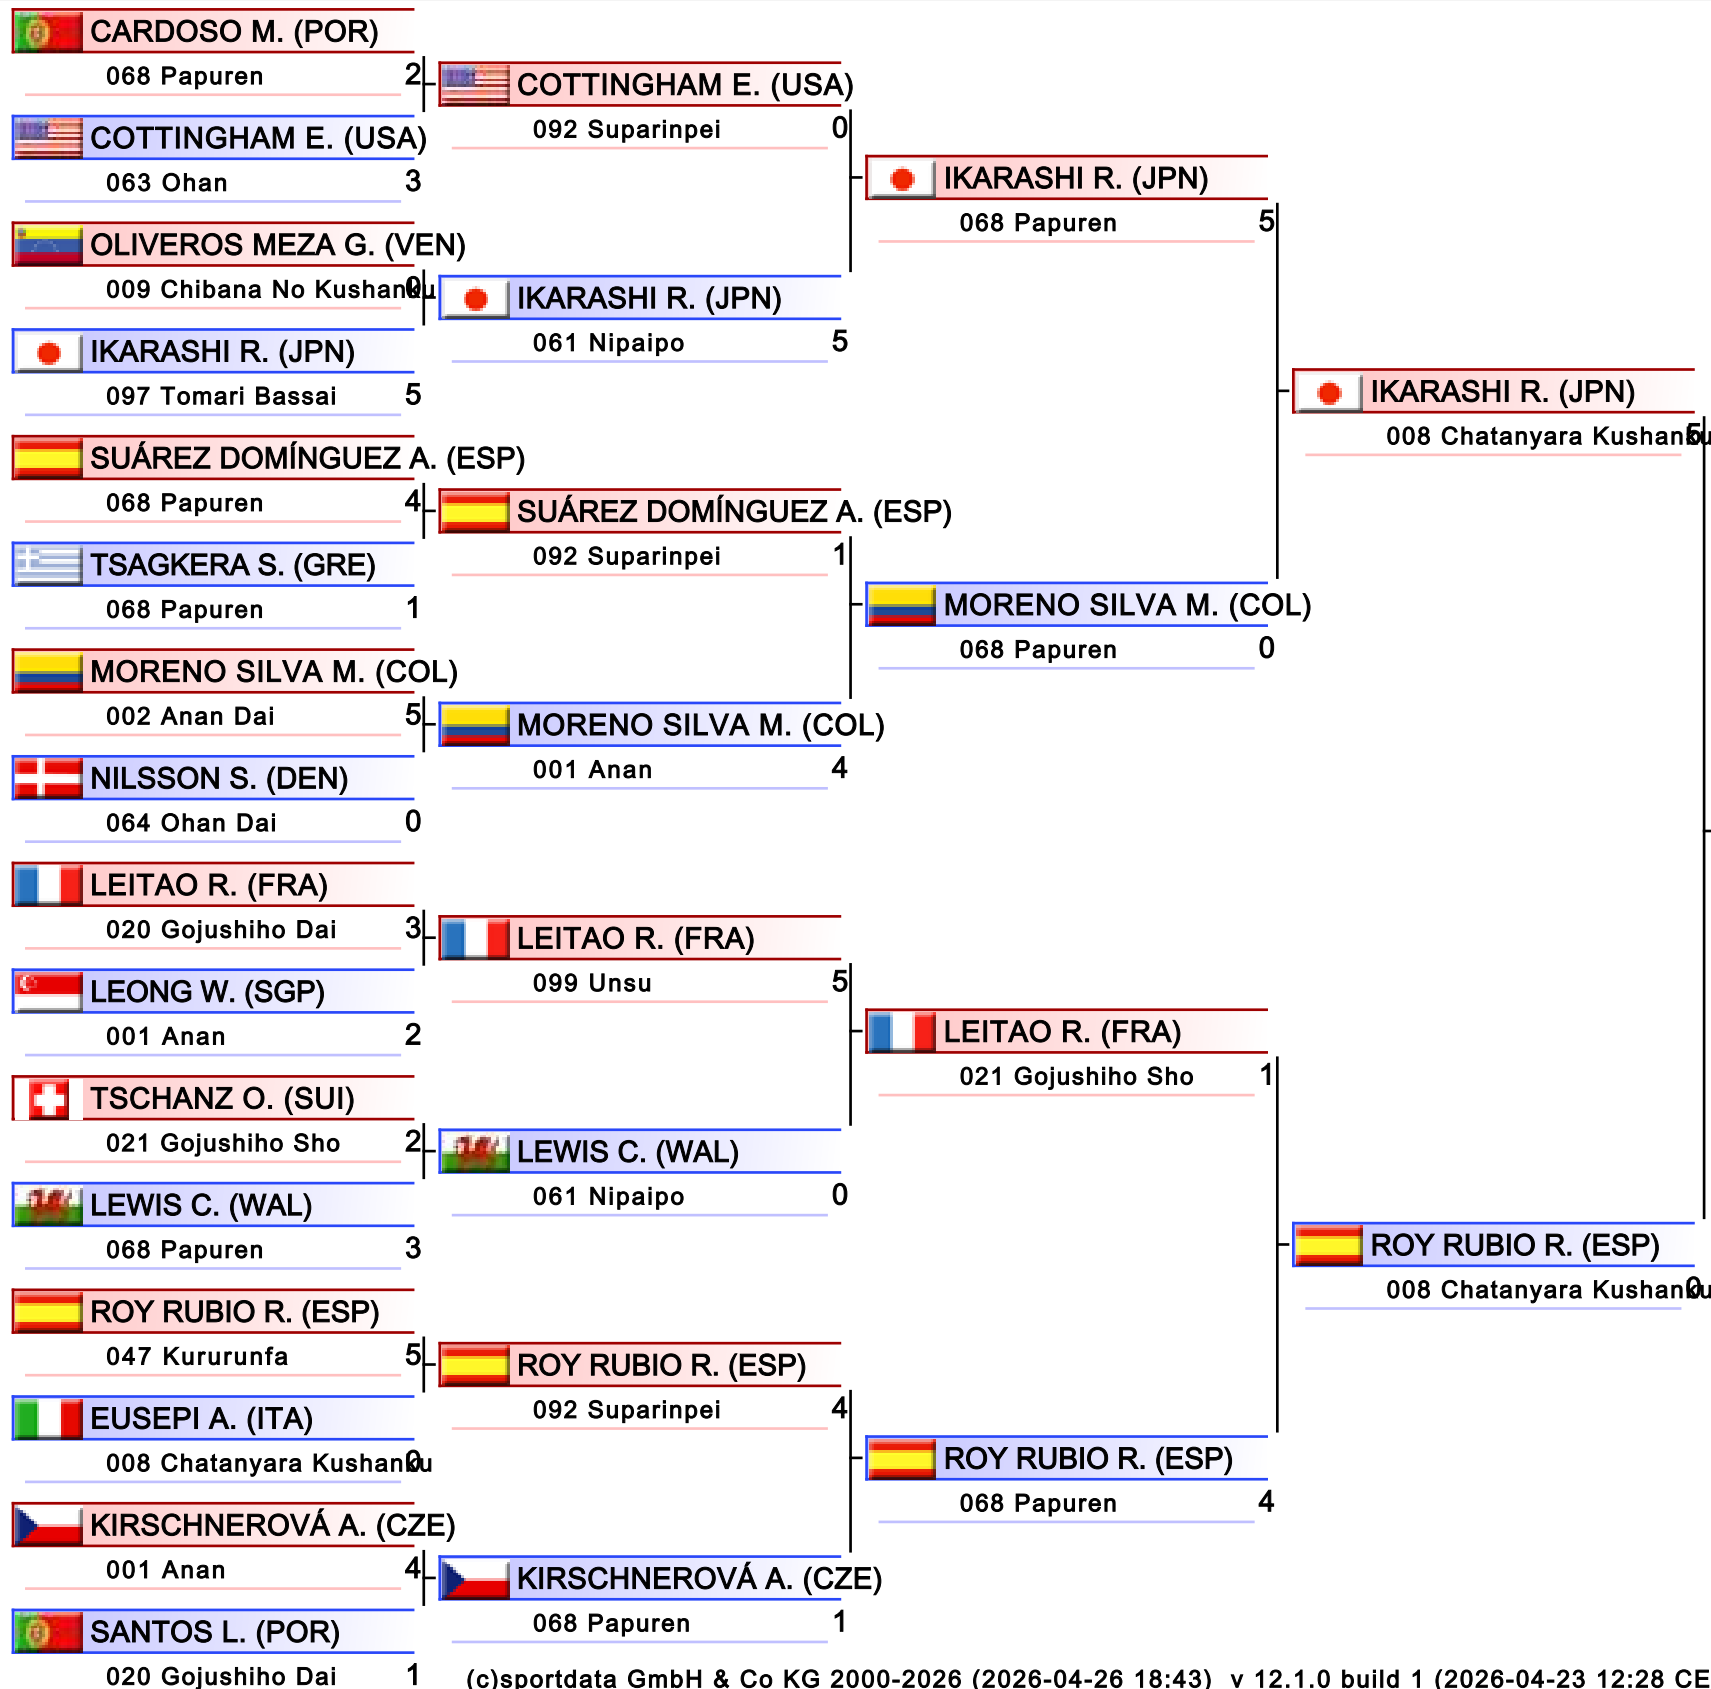 CARDOSO M. (POR)
068 Papuren 2
COTTINGHAM E. (USA)
063 Ohan 3
OLIVEROS MEZA G. (VEN)
009 Chibana No Kushanku 0
IKARASHI R. (JPN)
097 Tomari Bassai 5
SUÁREZ DOMÍNGUEZ A. (ESP)
068 Papuren 4
TSAGKERA S. (GRE)
068 Papuren 1
MORENO SILVA M. (COL)
002 Anan Dai 5
NILSSON S. (DEN)
064 Ohan Dai 0
LEITAO R. (FRA)
020 Gojushiho Dai 3
LEONG W. (SGP)
001 Anan 2
TSCHANZ O. (SUI)
021 Gojushiho Sho 2
LEWIS C. (WAL)
068 Papuren 3
ROY RUBIO R. (ESP)
047 Kururunfa 5
EUSEPI A. (ITA)
008 Chatanyara Kushanku 0
KIRSCHNEROVÁ A. (CZE)
001 Anan 4
SANTOS L. (POR)
020 Gojushiho Dai 1
COTTINGHAM E. (USA)
092 Suparinpei 0
IKARASHI R. (JPN)
061 Nipaipo 5
SUÁREZ DOMÍNGUEZ A. (ESP)
092 Suparinpei 1
MORENO SILVA M. (COL)
001 Anan 4
LEITAO R. (FRA)
099 Unsu 5
LEWIS C. (WAL)
061 Nipaipo 0
ROY RUBIO R. (ESP)
092 Suparinpei 4
KIRSCHNEROVÁ A. (CZE)
068 Papuren 1
IKARASHI R. (JPN)
068 Papuren 5
MORENO SILVA M. (COL)
068 Papuren 0
LEITAO R. (FRA)
021 Gojushiho Sho 1
ROY RUBIO R. (ESP)
068 Papuren 4
IKARASHI R. (JPN)
008 Chatanyara Kushanku 5
ROY RUBIO R. (ESP)
008 Chatanyara Kushanku 0
(c)sportdata GmbH & Co KG 2000-2026 (2026-04-26 18:43) v 12.1.0 build 1 (2026-04-23 12:28 CE